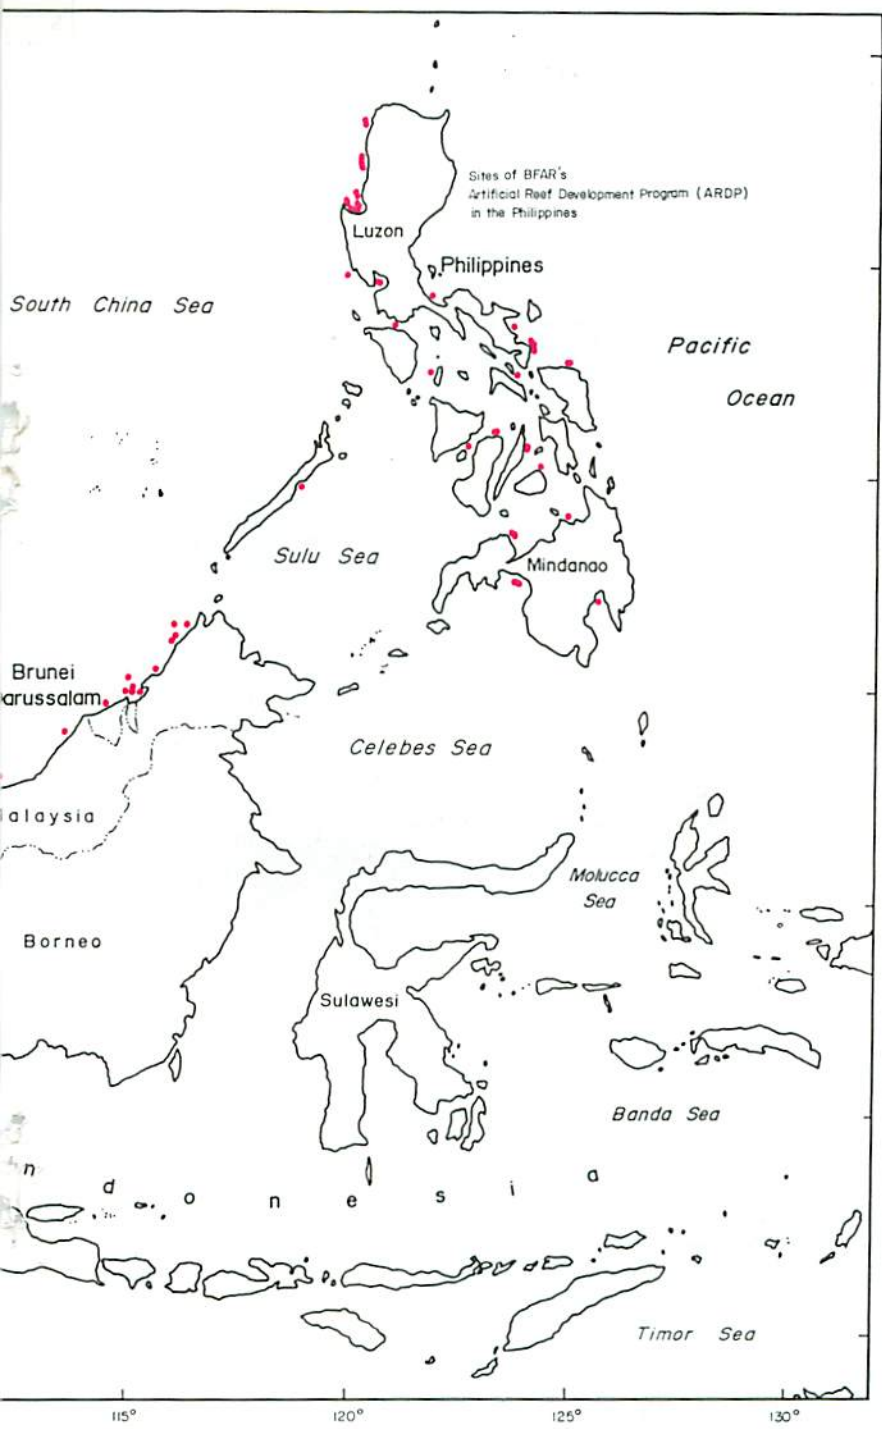 Sites of BFAR's
Artificial Reef Development Program (ARDP)
in the Philippines
Luzon
Philippines
South China Sea
Pacific
Ocean
Sulu Sea
Mindanao
Brunei
arussalam
Celebes Sea
alaysia
Molucca
Sea
Borneo
Sulawesi
Banda Sea
n d o n e s i a
Timor Sea
115° 120° 125° 130°